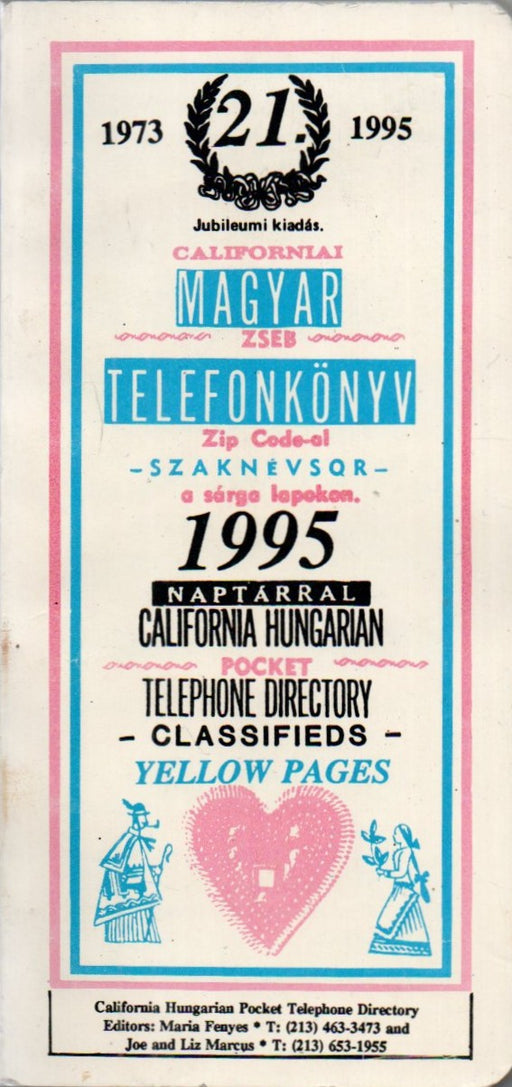 1973 21. 1995
Jubileumi kiadás.
CALIFORNIAI
MAGYAR
ZSEB
TELEFONKÖNYV
Zip Code-al
-SZAKNÉVSOR-
a sárga lapokon.
1995
NAPTÁRRAL
CALIFORNIA HUNGARIAN
POCKET
TELEPHONE DIRECTORY
- CLASSIFIEDS -
YELLOW PAGES
California Hungarian Pocket Telephone Directory
Editors: Maria Fenyes * T: (213) 463-3473 and
Joe and Liz Marcus * T: (213) 653-1955